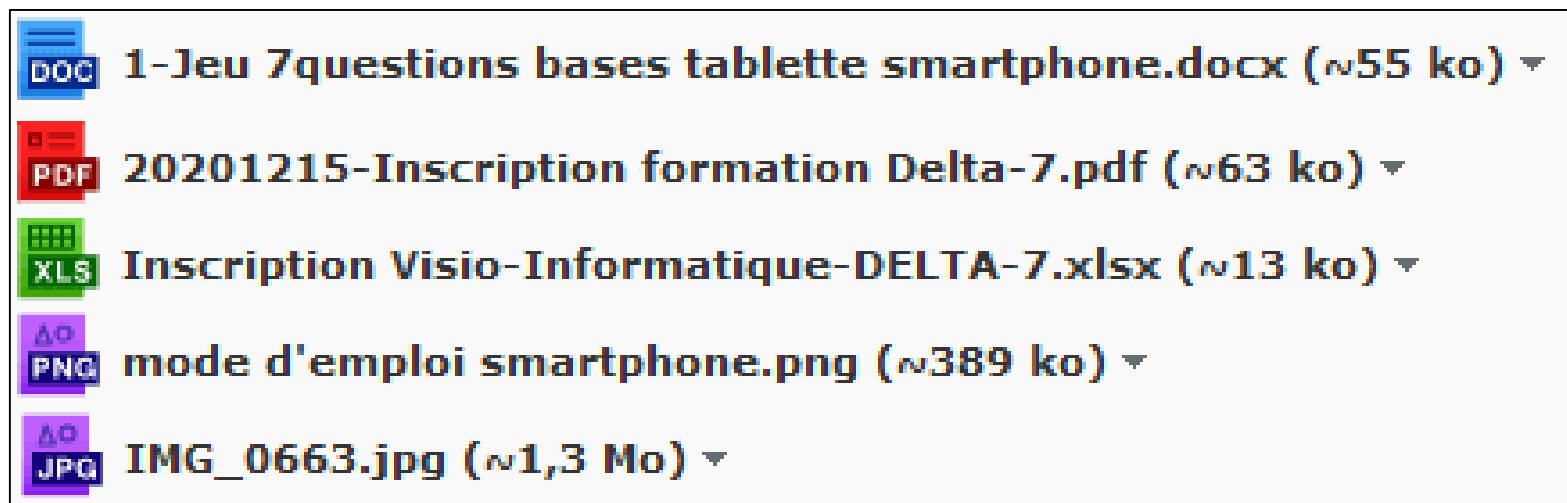 DOC 1-Jeu 7questions bases tablette smartphone.docx (~55 ko)
PDF 20201215-Inscription formation Delta-7.pdf (~63 ko)
XLS Inscription Visio-Informatique-DELTA-7.xlsx (~13 ko)
PNG mode d'emploi smartphone.png (~389 ko)
JPG IMG_0663.jpg (~1,3 Mo)